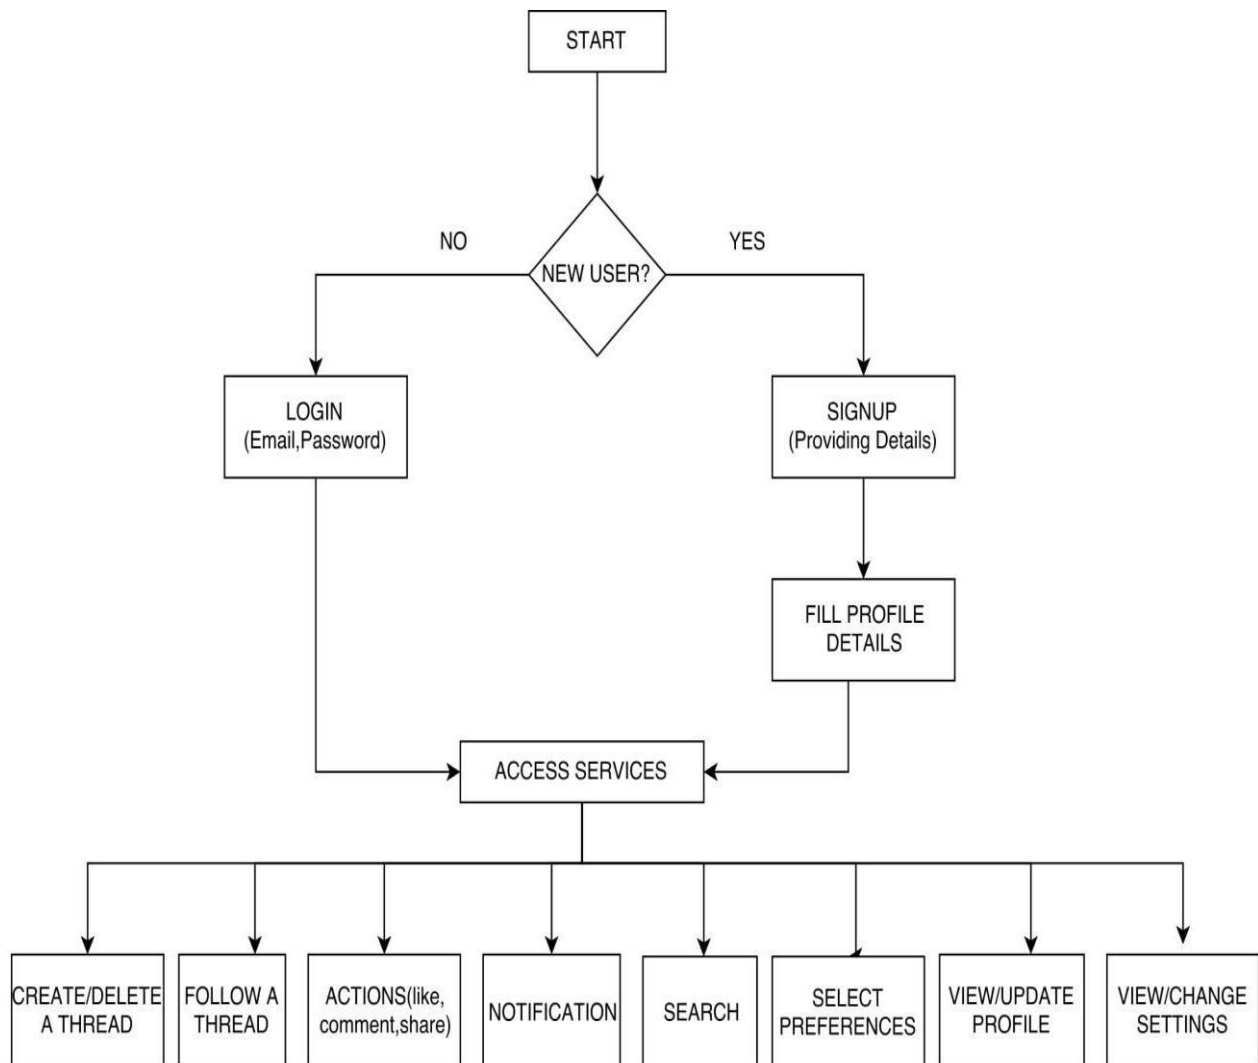 START
NO
YES
NEW USER?
LOGIN
(Email,Password)
SIGNUP
(Providing Details)
FILL PROFILE
DETAILS
ACCESS SERVICES
CREATE/DELETE
A THREAD
FOLLOW A
THREAD
ACTIONS(like,
comment,share)
NOTIFICATION
SEARCH
SELECT
PREFERENCES
VIEW/UPDATE
PROFILE
VIEW/CHANGE
SETTINGS